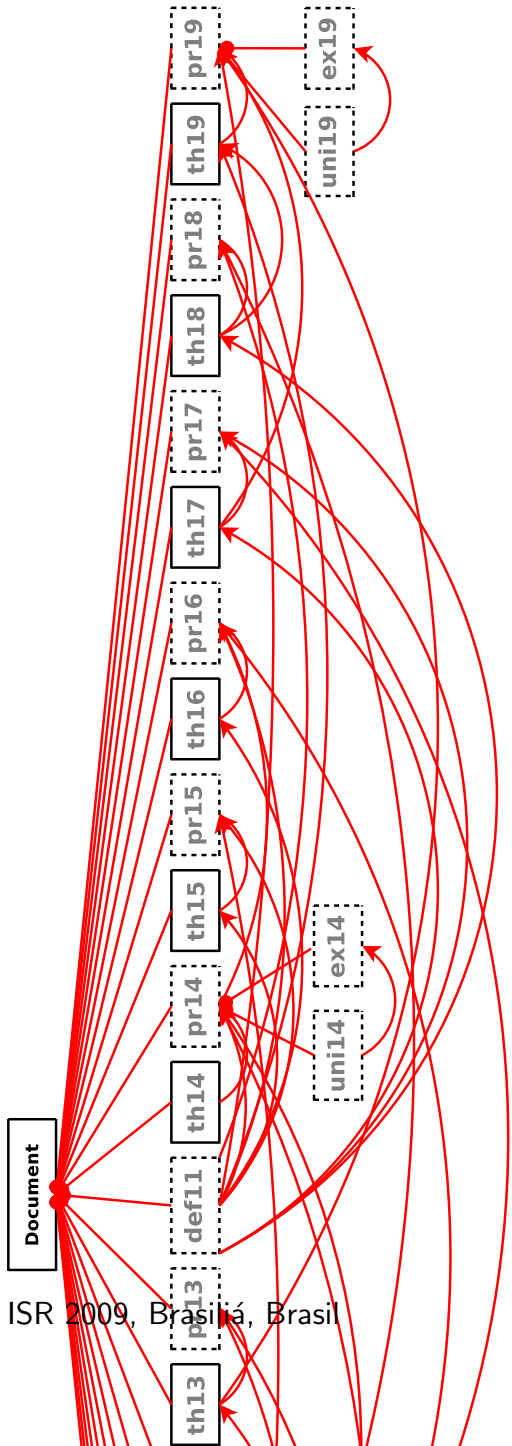 pr19
ex19
th19
uni19
pr18
th18
pr17
th17
pr16
th16
pr15
th15
ex14
pr14
uni14
th14
Document
def11
pr13
ISR 2009, Brasiliá, Brasil
th13